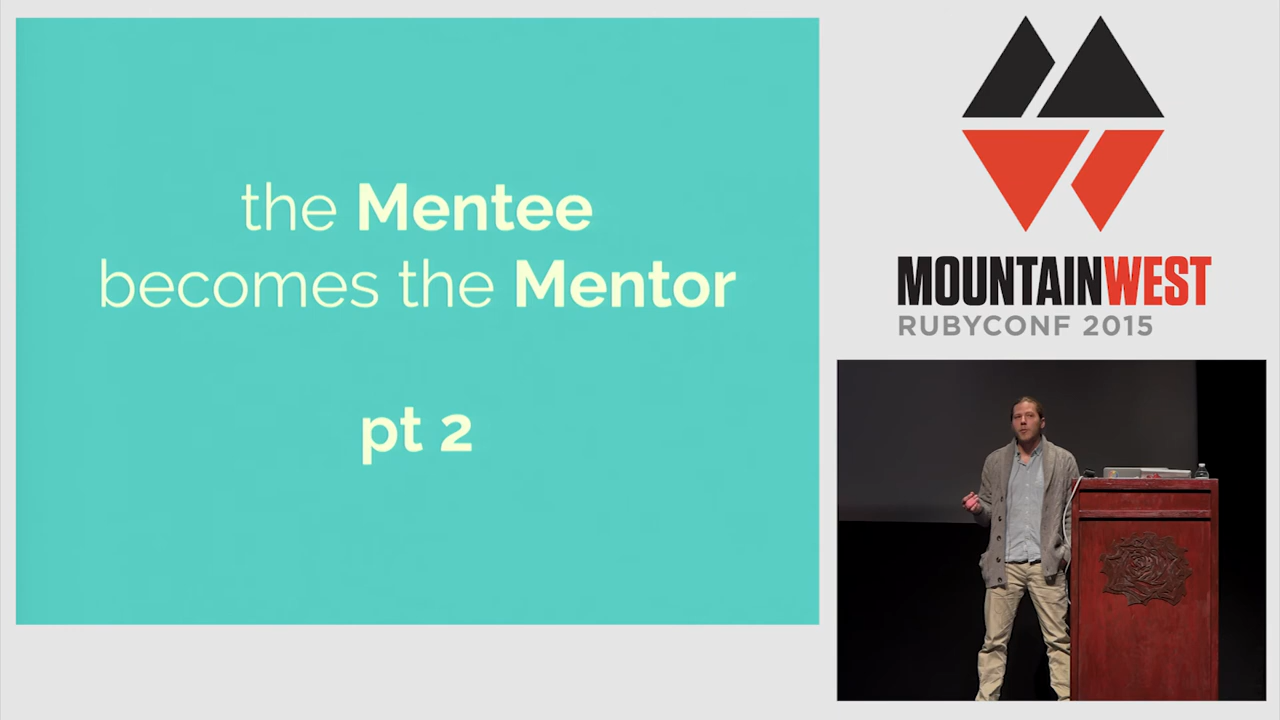 the Mentee
becomes the Mentor
pt 2
MOUNTAINWEST
RUBYCONF 2015